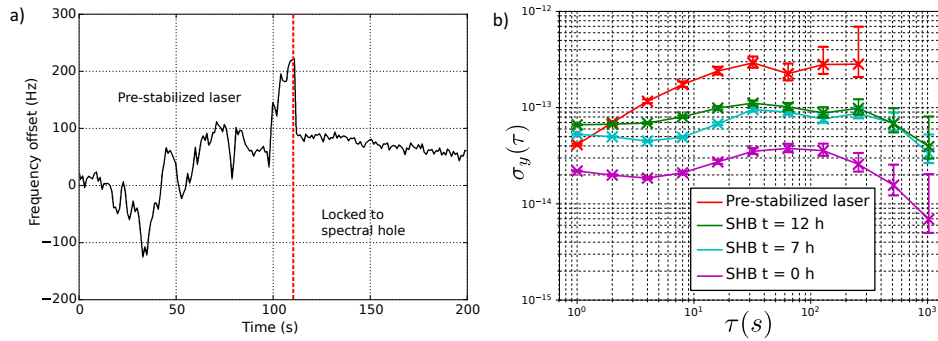 a)
Frequency offset (Hz)
300
200
100
0
−100
−200
−300
Pre-stabilized laser
Locked to
spectral hole
0 50 100 150 200
Time (s)
b)
σy(τ)
10⁻¹²
10⁻¹³
10⁻¹⁴
10⁻¹⁵
Pre-stabilized laser
SHB t = 12 h
SHB t = 7 h
SHB t = 0 h
10⁰ 10¹ 10² 10³
τ(s)